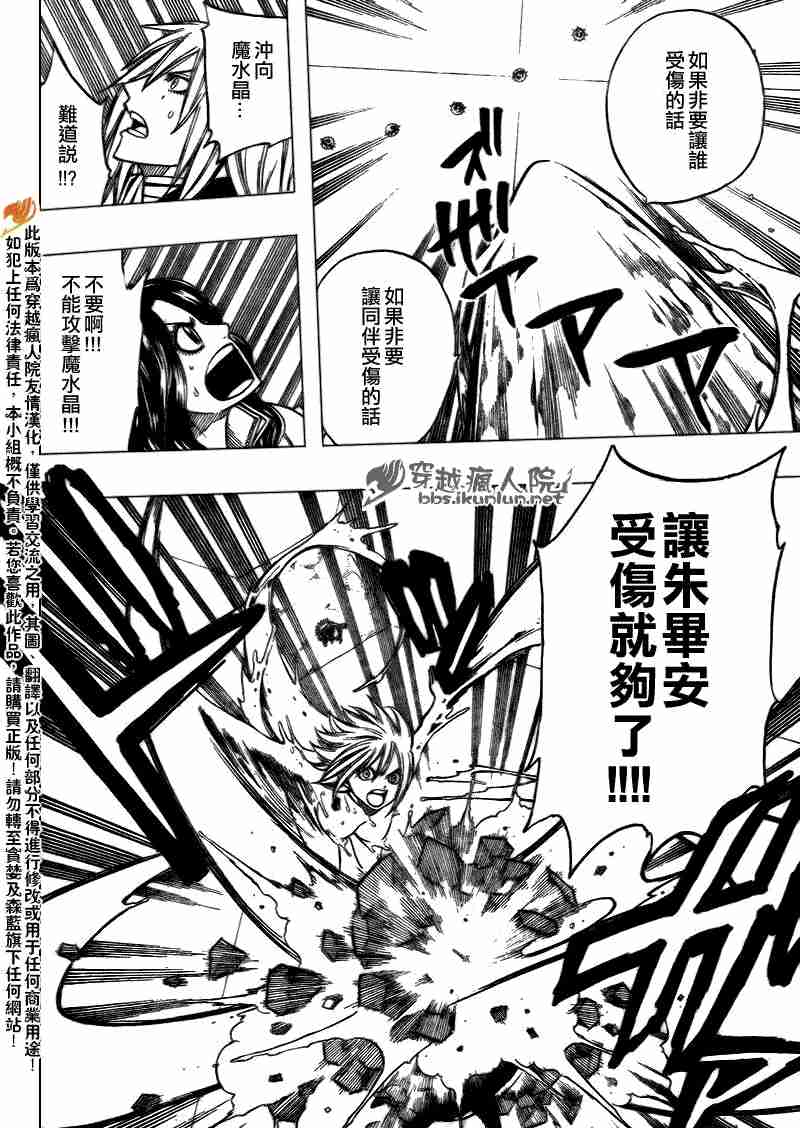 如果非要讓誰
受傷的話
ズアアア
沖向
魔水晶…
難道説
!!?
如果非要
讓同伴受傷的話
不要啊!!!
不能攻擊魔水晶!!!
穿越瘋人院
bbs.ikunlun.net
讓朱畢安
受傷就夠了!!!!
此版本爲穿越瘋人院友情漢化，僅供學習交流之用，其圖、翻譯以及任何部分不得進行修改或用于任何商業用途！
如犯上任何法律責任，本小組概不負責。若您喜歡此作品，請購買正版！請勿轉至貪婪及森藍旗下任何網站！